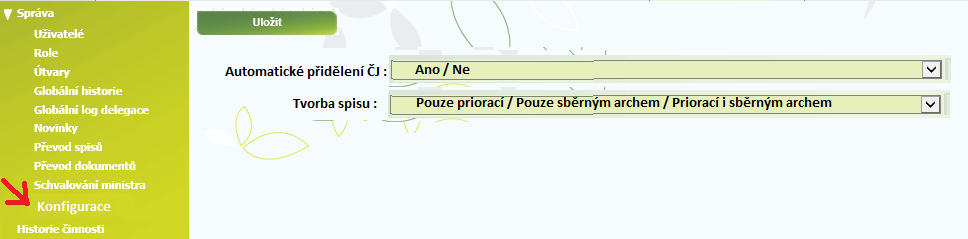 Správa
Uživatelé
Role
Útvary
Globální historie
Globální log delegace
Novinky
Převod spisů
Převod dokumentů
Schvalování ministra
Konfigurace
Historie činnosti
Uložit
Automatické přidělení ČJ : Ano / Ne
Tvorba spisu : Pouze priorací / Pouze sběrným archem / Priorací i sběrným archem